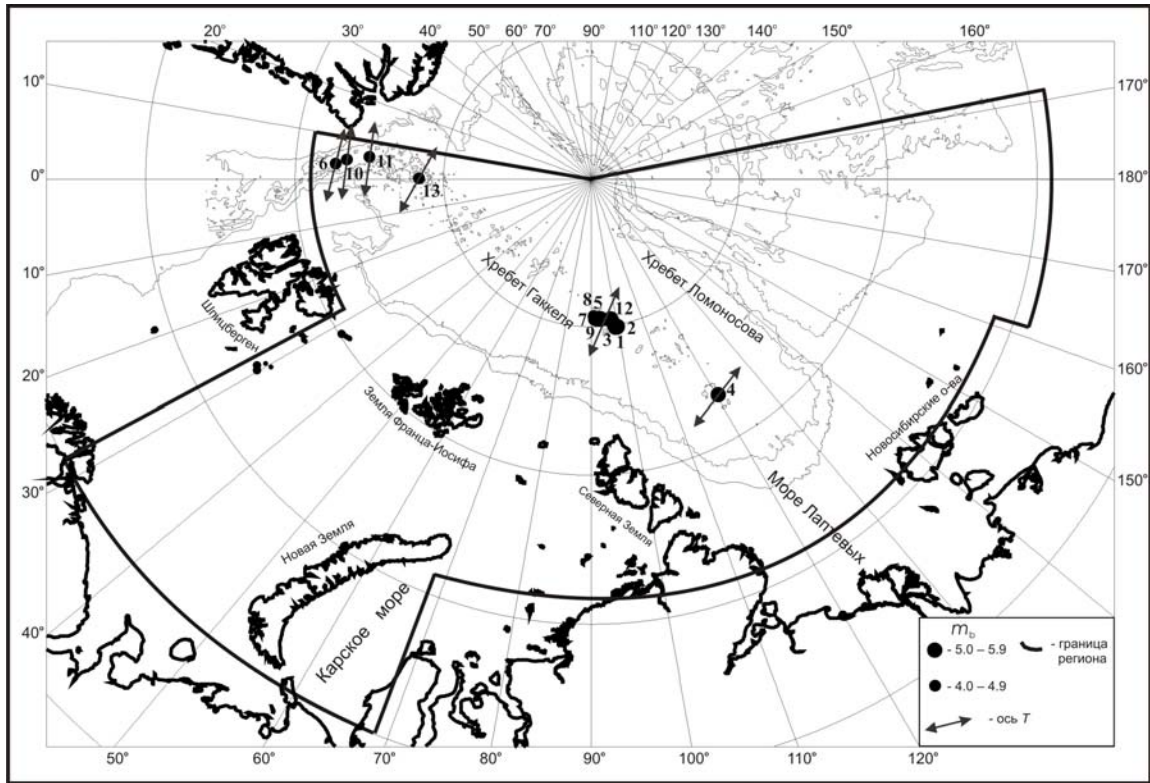 20° 30° 40° 50° 60° 70° 90° 110° 120° 130° 140° 150° 160°
10°
170°
6
10
11
13
0°
180°
Хребет Гаккеля
Хребет Ломоносова
10°
170°
8 5 12
7 2
9 3 1
Шпицберген
4
20°
160°
Земля Франца-Иосифа
Новосибирские о-ва
30°
150°
Северная Земля
Море Лаптевых
Новая Земля
Карское море
40°
m_b
- 5.0 – 5.9
- граница
региона
- 4.0 – 4.9
- ось T
50° 60° 70° 80° 90° 100° 110° 120°